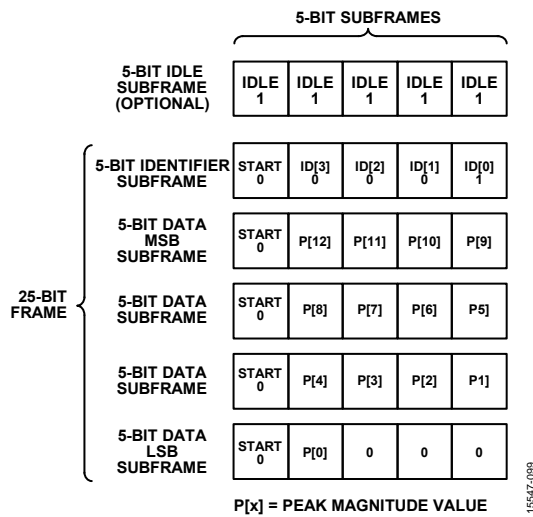 5-BIT SUBFRAMES
5-BIT IDLE
SUBFRAME
(OPTIONAL)
IDLE IDLE IDLE IDLE IDLE
1 1 1 1 1
25-BIT
FRAME
5-BIT IDENTIFIER
SUBFRAME
START ID[3] ID[2] ID[1] ID[0]
0 0 0 0 1
5-BIT DATA
MSB
SUBFRAME
START P[12] P[11] P[10] P[9]
0
5-BIT DATA
SUBFRAME
START P[8] P[7] P[6] P5]
0
5-BIT DATA
SUBFRAME
START P[4] P[3] P[2] P1]
0
5-BIT DATA
LSB
SUBFRAME
START P[0] 0 0 0
0
P[x] = PEAK MAGNITUDE VALUE
15547-099